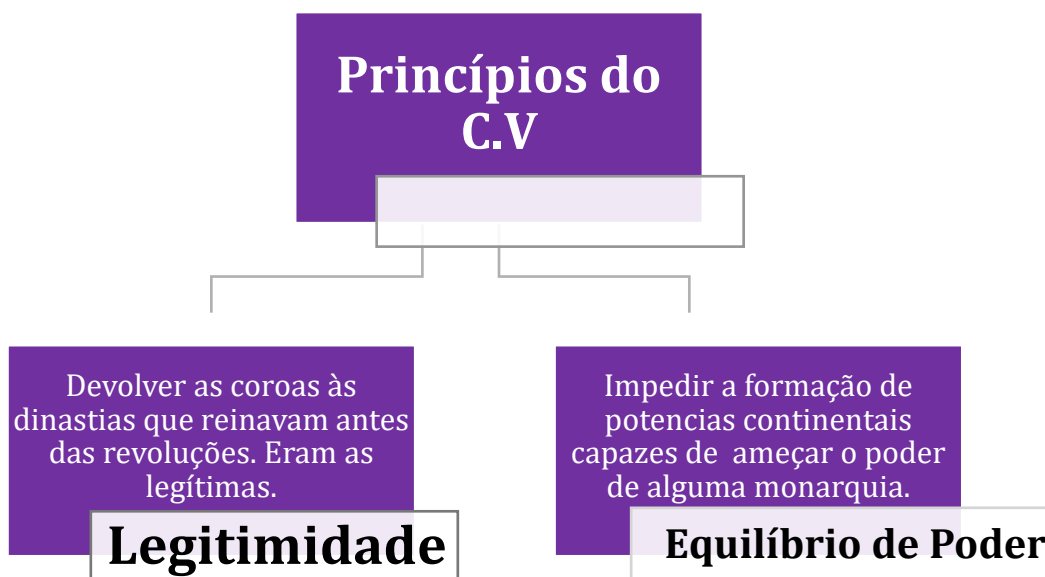 Princípios do
C.V
Devolver as coroas às
dinastias que reinavam antes
das revoluções. Eram as
legítimas.
Legitimidade
Impedir a formação de
potencias continentais
capazes de ameçar o poder
de alguma monarquia.
Equilíbrio de Poder